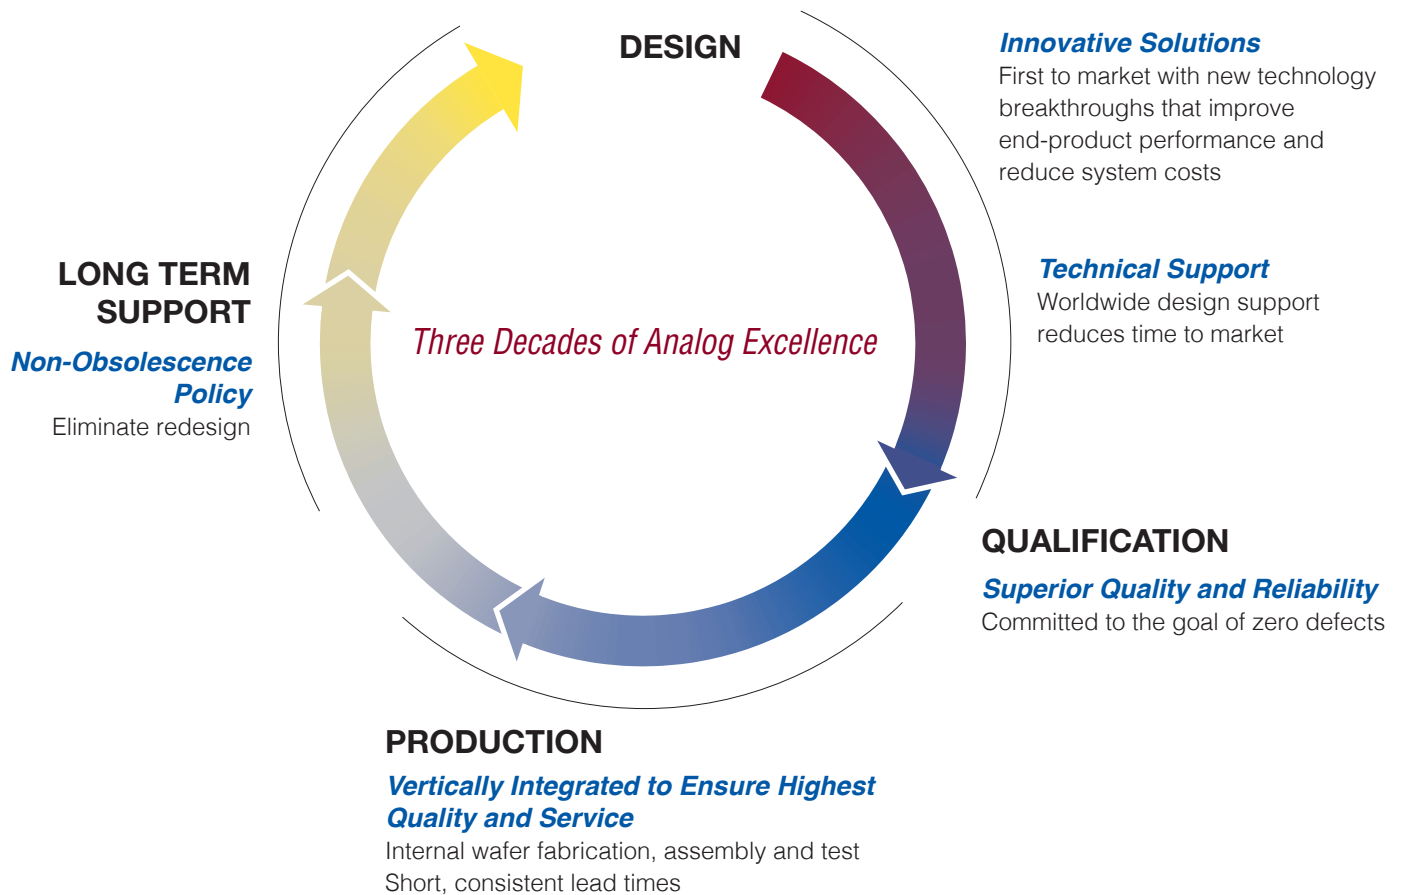 DESIGN
Innovative Solutions
First to market with new technology
breakthroughs that improve
end-product performance and
reduce system costs
Technical Support
Worldwide design support
reduces time to market
LONG TERM
SUPPORT
Non-Obsolescence
Policy
Eliminate redesign
Three Decades of Analog Excellence
QUALIFICATION
Superior Quality and Reliability
Committed to the goal of zero defects
PRODUCTION
Vertically Integrated to Ensure Highest
Quality and Service
Internal wafer fabrication, assembly and test
Short, consistent lead times